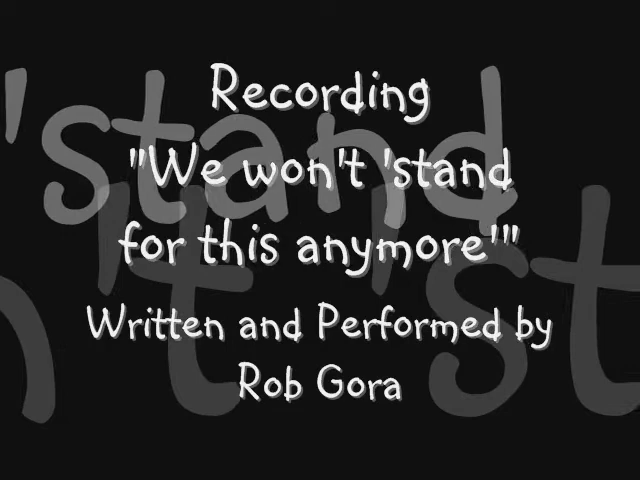 Recording
"We won't 'stand
for this anymore'"
Written and Performed by
Rob Gora